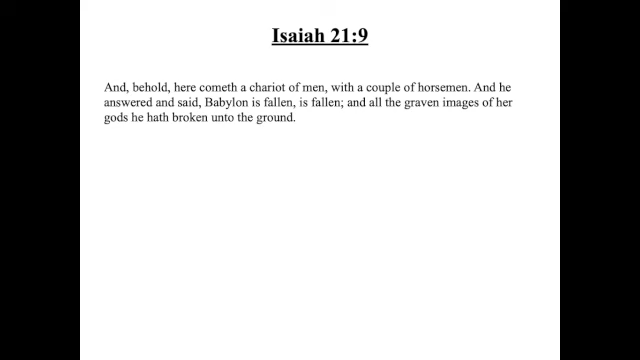 Isaiah 21:9
And, behold, here cometh a chariot of men, with a couple of horsemen. And he
answered and said, Babylon is fallen, is fallen; and all the graven images of her
gods he hath broken unto the ground.